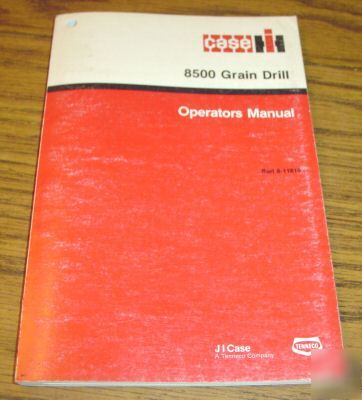 case IH
8500 Grain Drill
Operators Manual
J I Case
A Tenneco Company
TENNECO